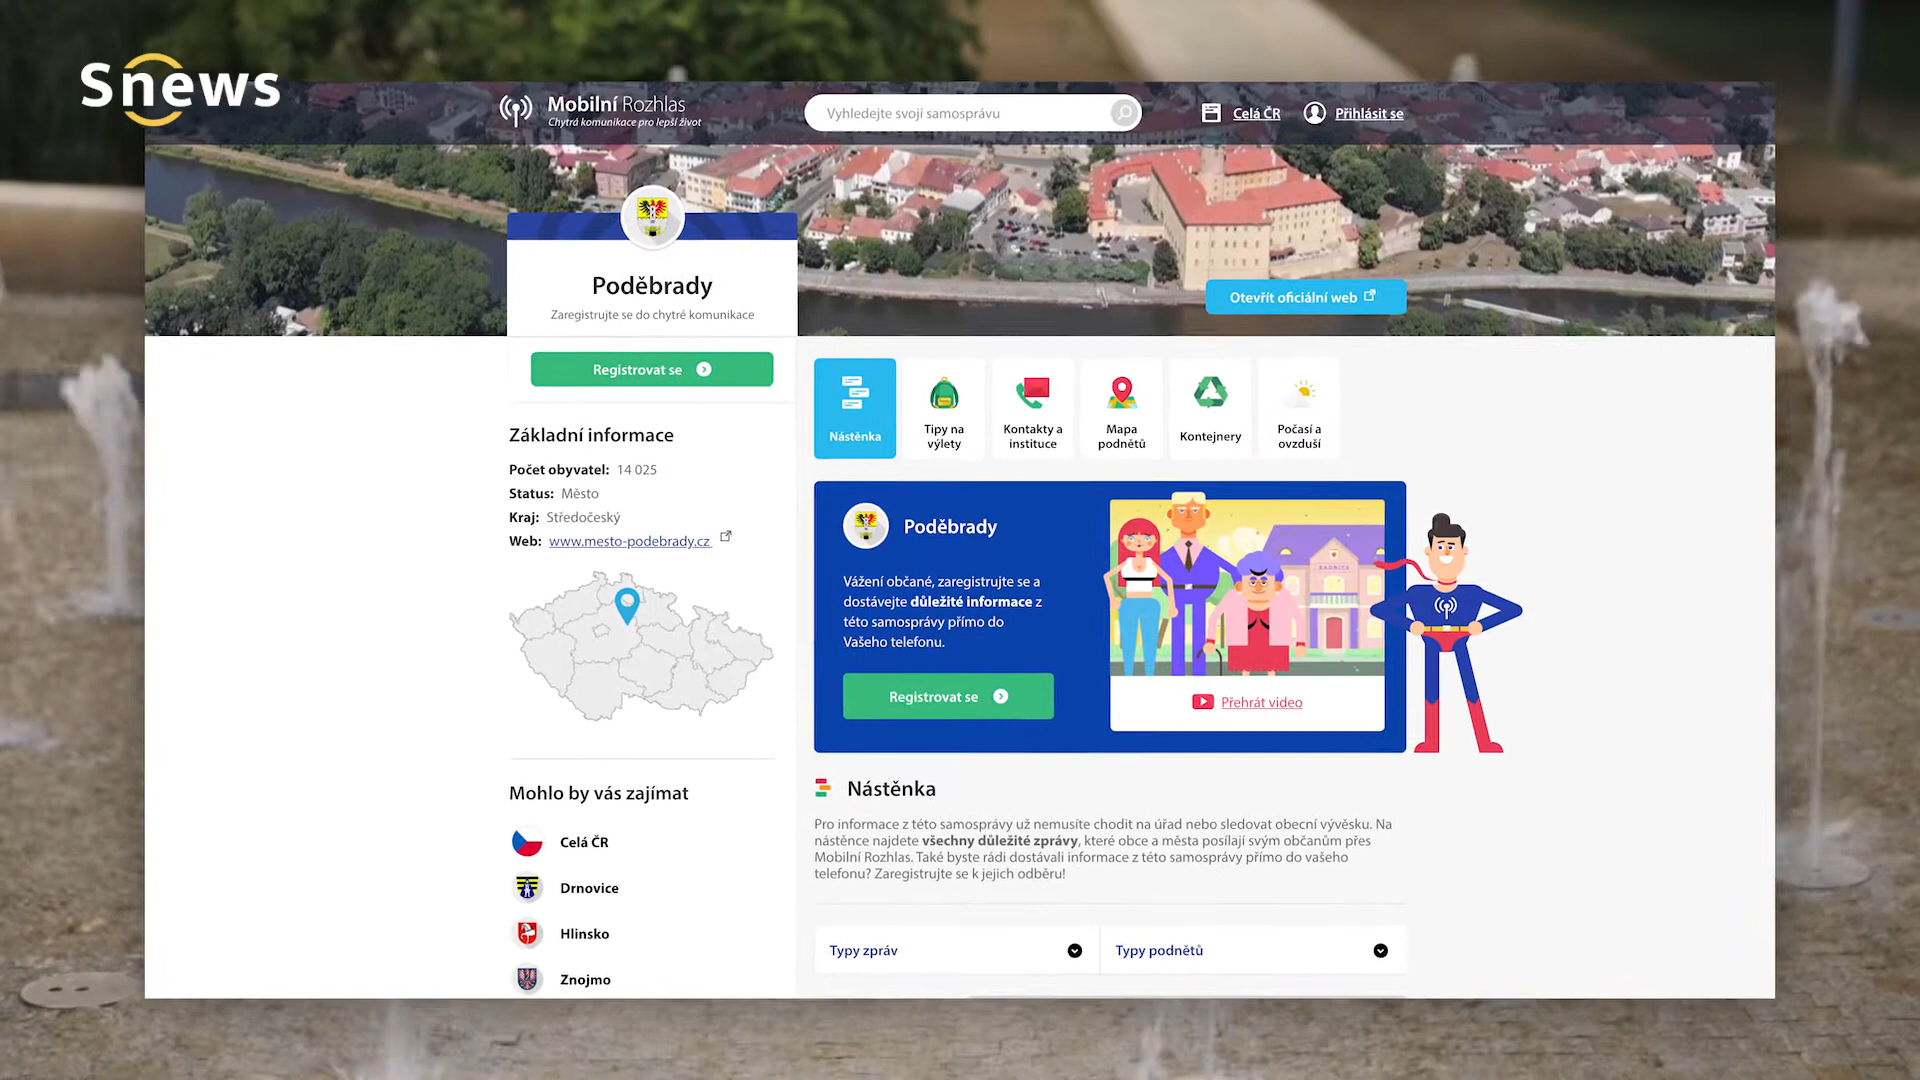 Snews
Mobilní Rozhlas
Chytrá komunikace pro lepší život
Vyhledejte svoji samosprávu
Celá ČR
Přihlásit se
Poděbrady
Zaregistrujte se do chytré komunikace
Otevřít oficiální web
Registrovat se
Základní informace
Počet obyvatel: 14 025
Status: Město
Kraj: Středočeský
Web: www.mesto-podebrady.cz
Mohlo by vás zajímat
Celá ČR
Drnovice
Hlinsko
Znojmo
Nástěnka
Tipy na
výlety
Kontakty a
instituce
Mapa
podnětů
Kontejnery
Počasí a
ovzduší
Poděbrady
Vážení občané, zaregistrujte se a
dostávejte důležité informace z
této samosprávy přímo do
Vašeho telefonu.
Registrovat se
RADNICE
Přehrát video
Nástěnka
Pro informace z této samosprávy už nemusíte chodit na úřad nebo sledovat obecní vývěsku. Na
nástěnce najdete všechny důležité zprávy, které obce a města posílají svým občanům přes
Mobilní Rozhlas. Také byste rádi dostávali informace z této samosprávy přímo do vašeho
telefonu? Zaregistrujte se k jejich odběru!
Typy zpráv
Typy podnětů